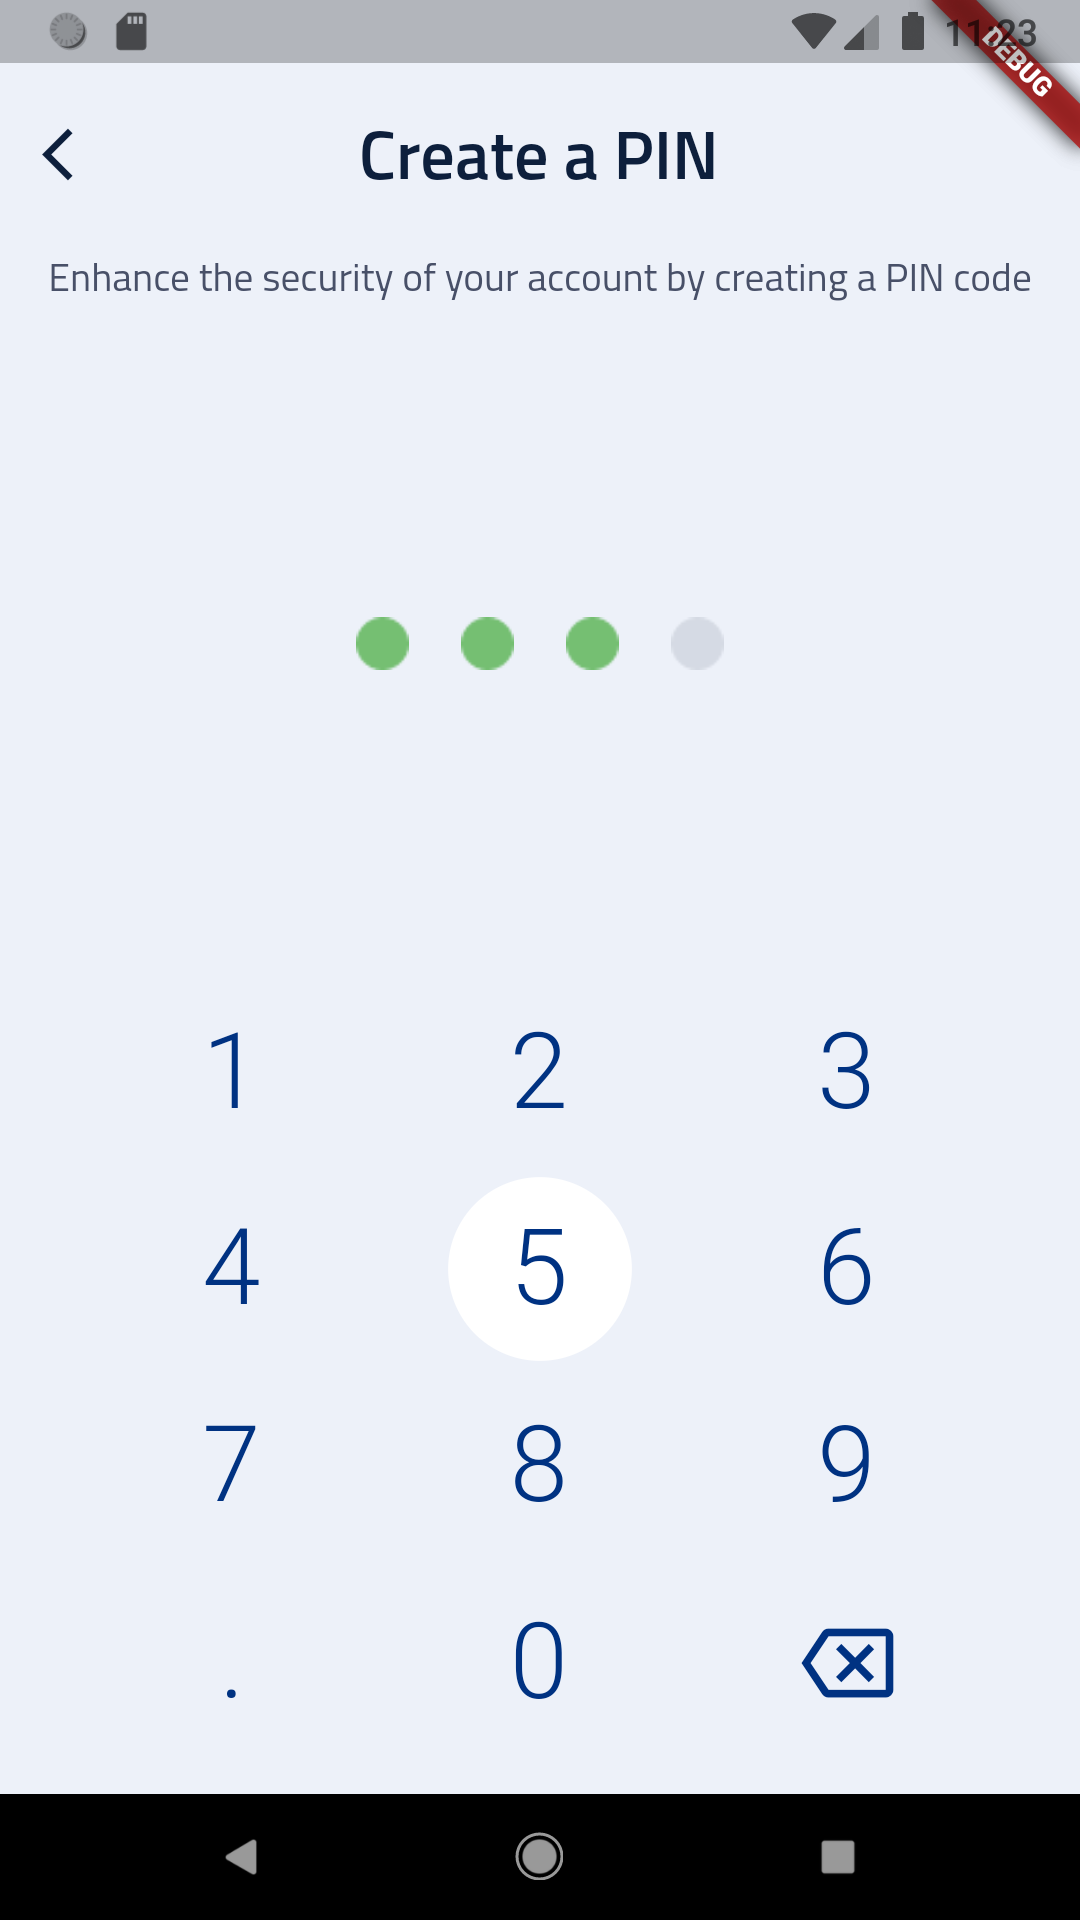 11:23
DEBUG
Create a PIN
Enhance the security of your account by creating a PIN code
1 2 3
4 5 6
7 8 9
. 0